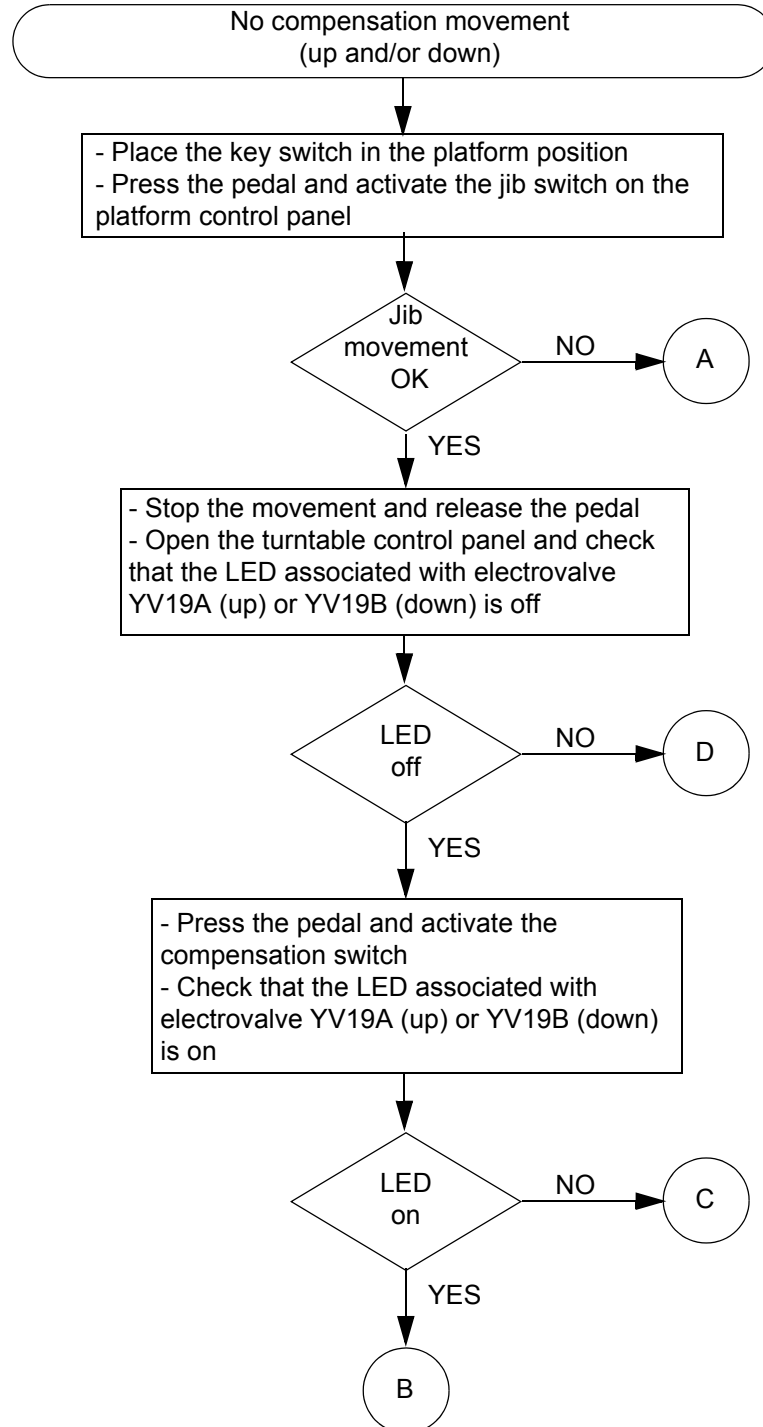 No compensation movement
(up and/or down)
- Place the key switch in the platform position
- Press the pedal and activate the jib switch on the
platform control panel
Jib
movement
OK
NO
A
YES
- Stop the movement and release the pedal
- Open the turntable control panel and check
that the LED associated with electrovalve
YV19A (up) or YV19B (down) is off
LED
off
NO
D
YES
- Press the pedal and activate the
compensation switch
- Check that the LED associated with
electrovalve YV19A (up) or YV19B (down)
is on
LED
on
NO
C
YES
B